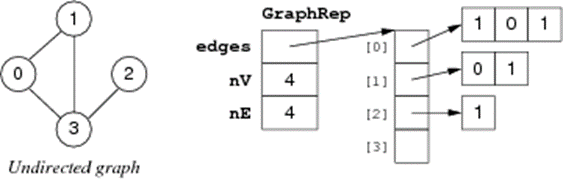 1
0
2
3
Undirected graph
GraphRep
edges
nV 4
nE 4
[0] 1 0 1
[1] 0 1
[2] 1
[3]